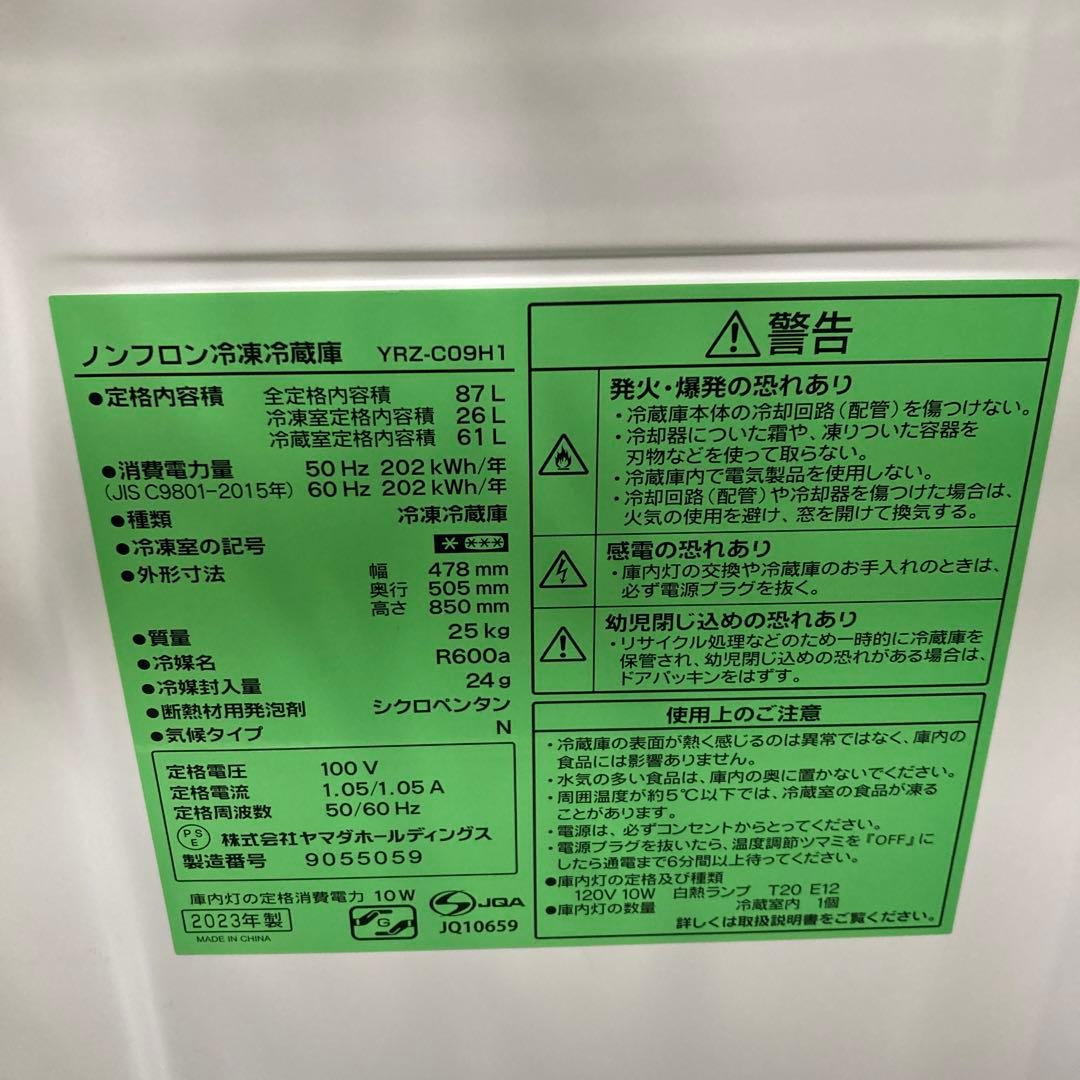 ノンフロン冷凍冷蔵庫 YRZ-C09H1
●定格内容積 全定格内容積 87 L
冷凍室定格内容積 26 L
冷蔵室定格内容積 61 L
●消費電力量 50 Hz 202 kWh/年
(JIS C9801-2015年) 60 Hz 202 kWh/年
●種類 冷凍冷蔵庫
●冷凍室の記号 * ***
●外形寸法 幅 478 mm
奥行 505 mm
高さ 850 mm
●質量 25 kg
●冷媒名 R600a
●冷媒封入量 24 g
●断熱材用発泡剤 シクロペンタン
●気候タイプ N
定格電圧 100 V
定格電流 1.05/1.05 A
定格周波数 50/60 Hz
PSE 株式会社ヤマダホールディングス
製造番号 9055059
庫内灯の定格消費電力 10W
2023年製
MADE IN CHINA
G
JQA
JQ10659
警告
発火・爆発の恐れあり
・冷蔵庫本体の冷却回路(配管)を傷つけない。
・冷却器についた霜や、凍りついた容器を
刃物などを使って取らない。
・冷蔵庫内で電気製品を使用しない。
・冷却回路(配管)や冷却器を傷つけた場合は、
火気の使用を避け、窓を開けて換気する。
感電の恐れあり
・庫内灯の交換や冷蔵庫のお手入れのときは、
必ず電源プラグを抜く。
幼児閉じ込めの恐れあり
・リサイクル処理などのため一時的に冷蔵庫を
保管され、幼児閉じ込めの恐れがある場合は、
ドアパッキンをはずす。
使用上のご注意
・冷蔵庫の表面が熱く感じるのは異常ではなく、庫内の
食品には影響ありません。
・水気の多い食品は、庫内の奥に置かないでください。
・周囲温度が約5℃以下では、冷蔵室の食品が凍る
ことがあります。
・電源は、必ずコンセントからとってください。
・電源プラグを抜いたら、温度調節ツマミを『OFF』に
したら通電まで6分間以上待ってください。
●庫内灯の定格及び種類
120V 10W 白熱ランプ T20 E12
●庫内灯の数量 冷蔵室内 1個
詳しくは取扱説明書をご覧ください。